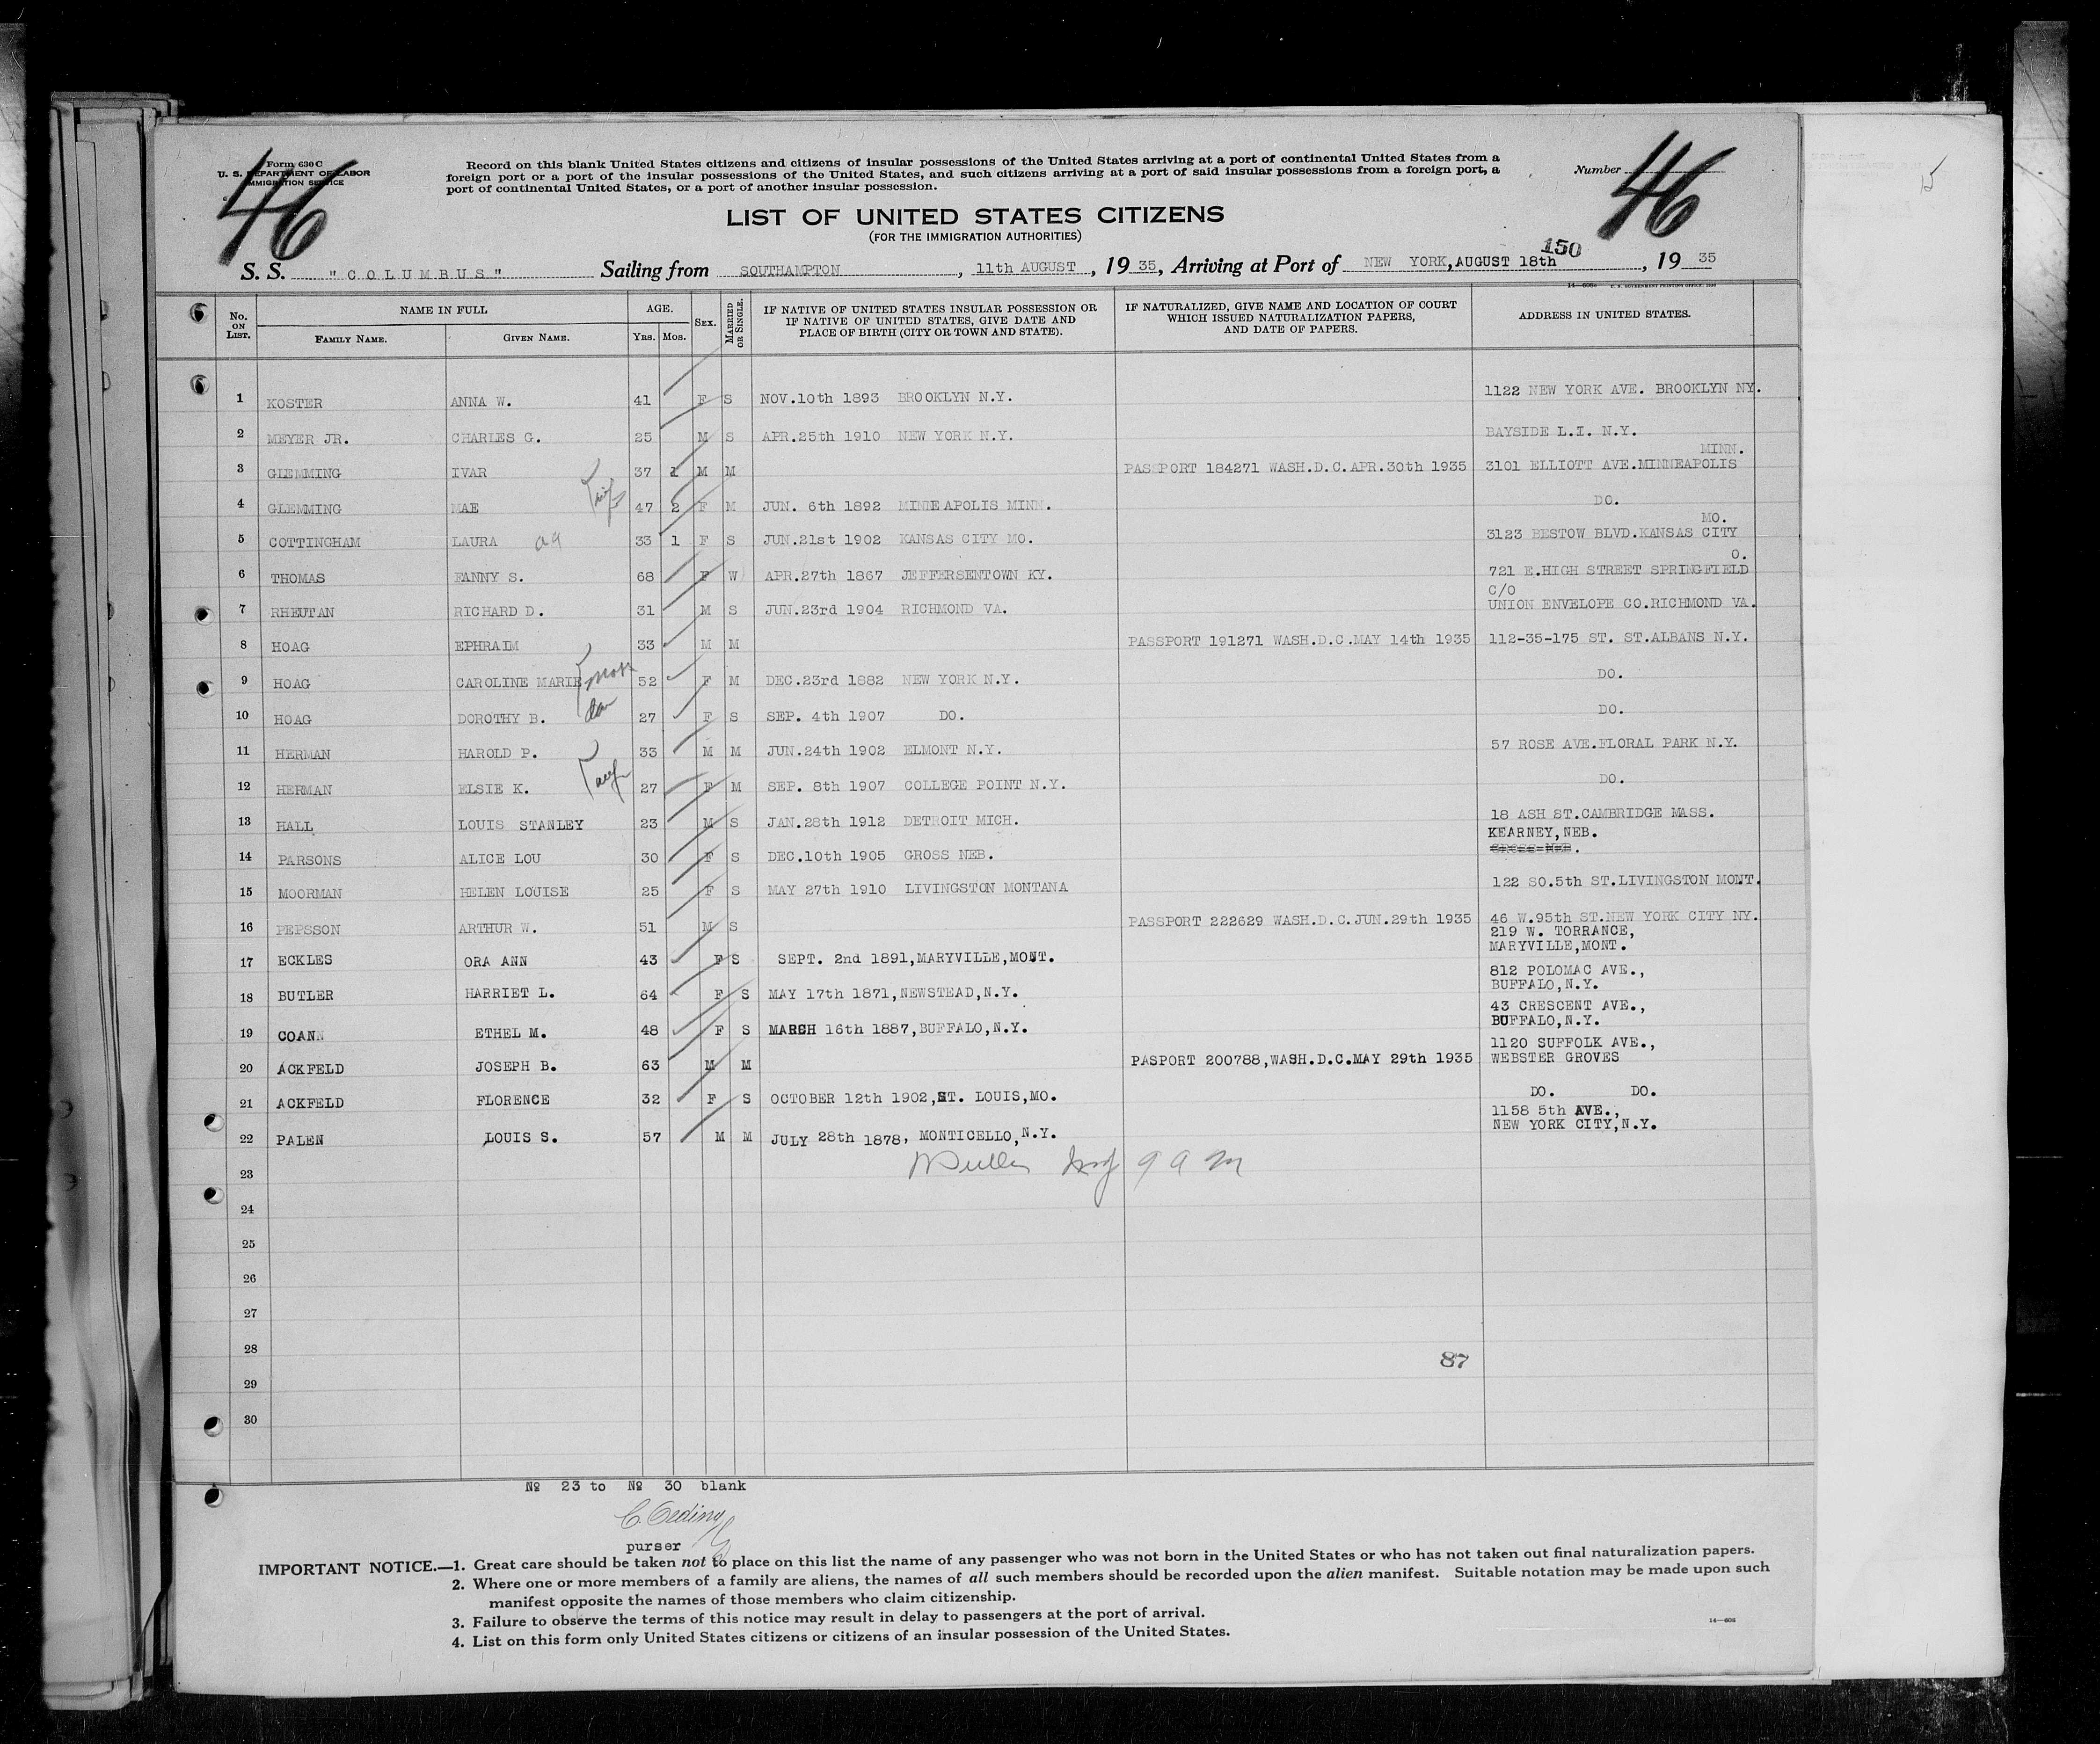 Form 630 C
U. S. DEPARTMENT OF LABOR
IMMIGRATION SERVICE
46
Record on this blank United States citizens and citizens of insular possessions of the United States arriving at a port of continental United States from a
foreign port or a port of the insular possessions of the United States, and such citizens arriving at a port of said insular possessions from a foreign port, a
port of continental United States, or a port of another insular possession.
Number 46
15
LIST OF UNITED STATES CITIZENS
(FOR THE IMMIGRATION AUTHORITIES)
150
S. S. "COLUMBUS" Sailing from SOUTHAMPTON, 11th AUGUST, 1935, Arriving at Port of NEW YORK, AUGUST 18th, 1935
No. ON LIST. NAME IN FULL FAMILY NAME. GIVEN NAME. AGE. YRS. MOS. SEX. MARRIED OR SINGLE. IF NATIVE OF UNITED STATES INSULAR POSSESSION OR IF NATIVE OF UNITED STATES, GIVE DATE AND PLACE OF BIRTH (CITY OR TOWN AND STATE). IF NATURALIZED, GIVE NAME AND LOCATION OF COURT WHICH ISSUED NATURALIZATION PAPERS, AND DATE OF PAPERS. ADDRESS IN UNITED STATES.
1 KOSTER ANNA W. 41 F S NOV.10th 1893 BROOKLYN N.Y. 1122 NEW YORK AVE. BROOKLYN NY.
2 MEYER JR. CHARLES G. 25 M S APR.25th 1910 NEW YORK N.Y. BAYSIDE L.I. N.Y.
MINN.
3 GLEMMING IVAR 37 1 M M PASSPORT 184271 WASH.D.C.APR.30th 1935 3101 ELLIOTT AVE.MINNEAPOLIS
4 GLEMMING MAE wife 47 2 F M JUN. 6th 1892 MINNEAPOLIS MINN. DO.
MO.
5 COTTINGHAM LAURA 33 1 F S JUN.21st 1902 KANSAS CITY MO. 3123 BESTOW BLVD.KANSAS CITY
O.
6 THOMAS FANNY S. 68 F W APR.27th 1867 JEFFERSENTOWN KY. 721 E.HIGH STREET SPRINGFIELD
C/O
7 RHEUTAN RICHARD D. 31 M S JUN.23rd 1904 RICHMOND VA. UNION ENVELOPE CO.RICHMOND VA.
8 HOAG EPHRAIM 33 M M PASSPORT 191271 WASH.D.C.MAY 14th 1935 112-35-175 ST. ST.ALBANS N.Y.
9 HOAG CAROLINE MARIE 52 F M DEC.23rd 1882 NEW YORK N.Y. DO.
10 HOAG DOROTHY B. dau 27 F S SEP. 4th 1907 DO. DO.
11 HERMAN HAROLD P. 33 M M JUN.24th 1902 ELMONT N.Y. 57 ROSE AVE.FLORAL PARK N.Y.
12 HERMAN ELSIE K. wife 27 F M SEP. 8th 1907 COLLEGE POINT N.Y. DO.
13 HALL LOUIS STANLEY 23 M S JAN.28th 1912 DETROIT MICH. 18 ASH ST.CAMBRIDGE MASS.
KEARNEY,NEB.
14 PARSONS ALICE LOU 30 F S DEC.10th 1905 GROSS NEB. GROSS NEB.
15 MOORMAN HELEN LOUISE 25 F S MAY 27th 1910 LIVINGSTON MONTANA 122 SO.5th ST.LIVINGSTON MONT.
16 PEPSSON ARTHUR W. 51 M S PASSPORT 222629 WASH.D.C.JUN.29th 1935 46 W.95th ST.NEW YORK CITY NY.
219 W. TORRANCE,
MARYVILLE,MONT.
17 ECKLES ORA ANN 43 F S SEPT. 2nd 1891,MARYVILLE,MONT.
812 POLOMAC AVE.,
BUFFALO,N.Y.
18 BUTLER HARRIET L. 64 F S MAY 17th 1871,NEWSTEAD,N.Y.
43 CRESCENT AVE.,
BUFFALO,N.Y.
19 COANN ETHEL M. 48 F S MARCH 16th 1887,BUFFALO,N.Y.
1120 SUFFOLK AVE.,
20 ACKFELD JOSEPH B. 63 M M PASPORT 200788,WASH.D.C.MAY 29th 1935 WEBSTER GROVES
21 ACKFELD FLORENCE 32 F S OCTOBER 12th 1902,ST. LOUIS,MO. DO. DO.
1158 5th AVE.,
NEW YORK CITY,N.Y.
22 PALEN LOUIS S. 57 M M JULY 28th 1878, MONTICELLO,N.Y.
23
24
25
26
27
28
87
29
30
№ 23 to № 30 blank
purser
IMPORTANT NOTICE.—1. Great care should be taken not to place on this list the name of any passenger who was not born in the United States or who has not taken out final naturalization papers.
2. Where one or more members of a family are aliens, the names of all such members should be recorded upon the alien manifest. Suitable notation may be made upon such
manifest opposite the names of those members who claim citizenship.
3. Failure to observe the terms of this notice may result in delay to passengers at the port of arrival.
4. List on this form only United States citizens or citizens of an insular possession of the United States.
14—608